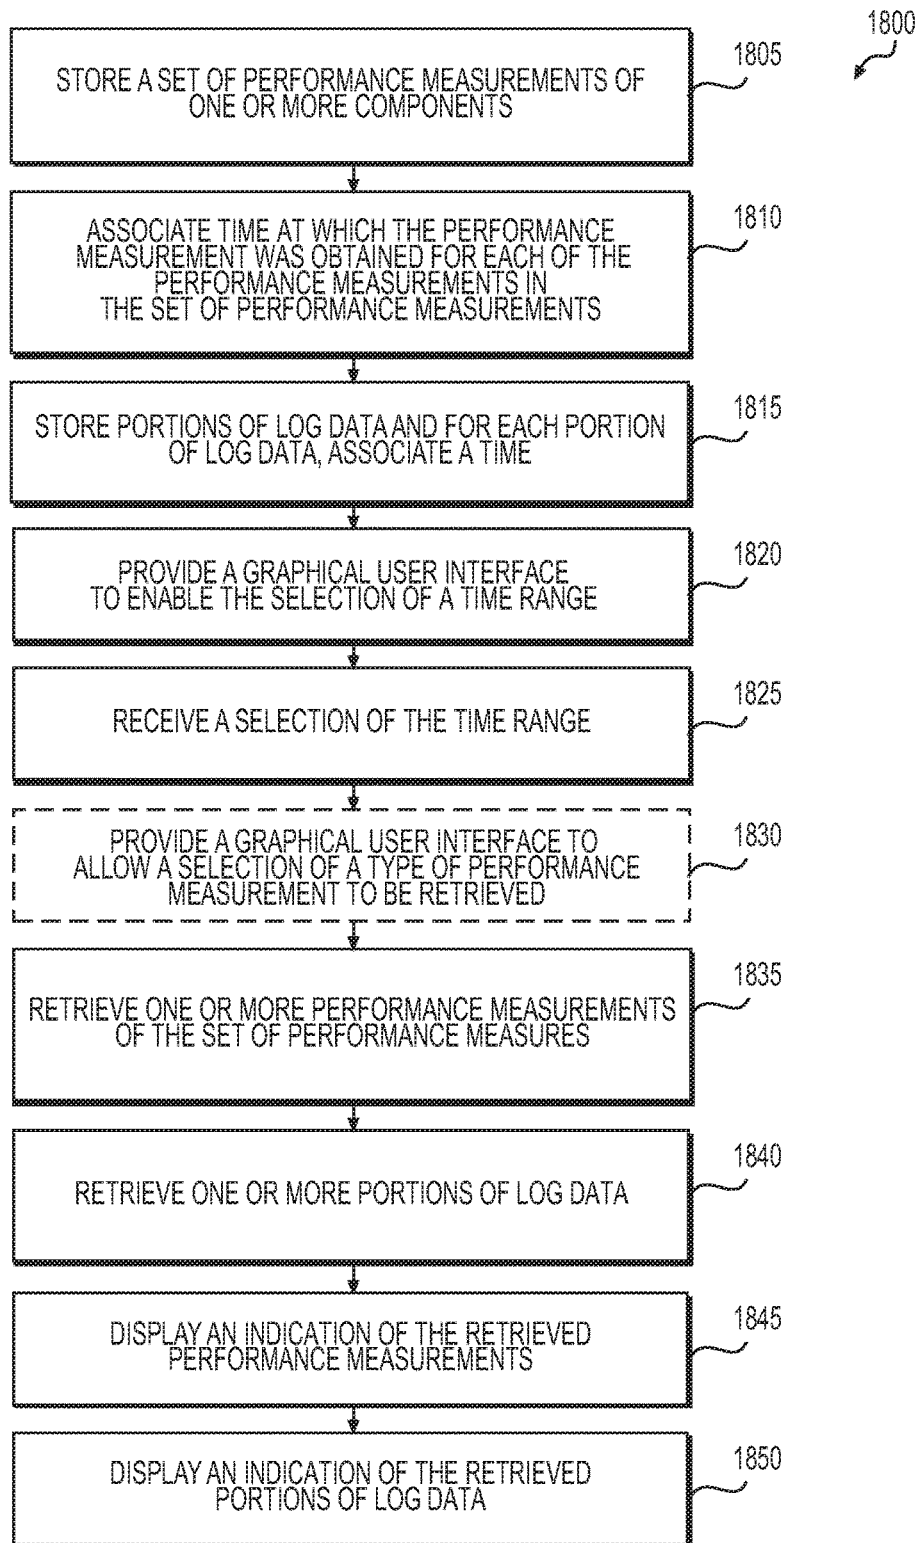 1800
1805
STORE A SET OF PERFORMANCE MEASUREMENTS OF
ONE OR MORE COMPONENTS
1810
ASSOCIATE TIME AT WHICH THE PERFORMANCE
MEASUREMENT WAS OBTAINED FOR EACH OF THE
PERFORMANCE MEASUREMENTS IN
THE SET OF PERFORMANCE MEASUREMENTS
1815
STORE PORTIONS OF LOG DATA AND FOR EACH PORTION
OF LOG DATA, ASSOCIATE A TIME
1820
PROVIDE A GRAPHICAL USER INTERFACE
TO ENABLE THE SELECTION OF A TIME RANGE
1825
RECEIVE A SELECTION OF THE TIME RANGE
1830
PROVIDE A GRAPHICAL USER INTERFACE TO
ALLOW A SELECTION OF A TYPE OF PERFORMANCE
MEASUREMENT TO BE RETRIEVED
1835
RETRIEVE ONE OR MORE PERFORMANCE MEASUREMENTS
OF THE SET OF PERFORMANCE MEASURES
1840
RETRIEVE ONE OR MORE PORTIONS OF LOG DATA
1845
DISPLAY AN INDICATION OF THE RETRIEVED
PERFORMANCE MEASUREMENTS
1850
DISPLAY AN INDICATION OF THE RETRIEVED
PORTIONS OF LOG DATA